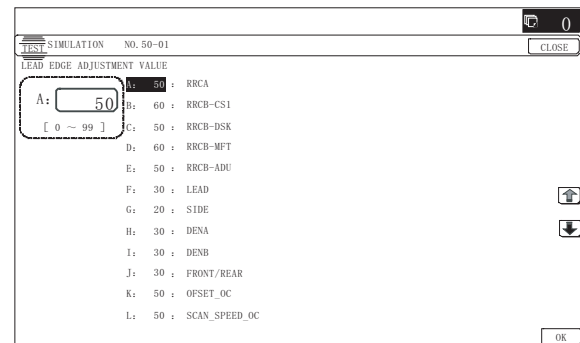 0
TEST SIMULATION NO.50-01
CLOSE
LEAD EDGE ADJUSTMENT VALUE
A: 50
[ 0 ~ 99 ]
A: 50 : RRCA
B: 60 : RRCB-CS1
C: 50 : RRCB-DSK
D: 60 : RRCB-MFT
E: 50 : RRCB-ADU
F: 30 : LEAD
G: 20 : SIDE
H: 30 : DENA
I: 30 : DENB
J: 30 : FRONT/REAR
K: 50 : OFSET_OC
L: 50 : SCAN_SPEED_OC
OK